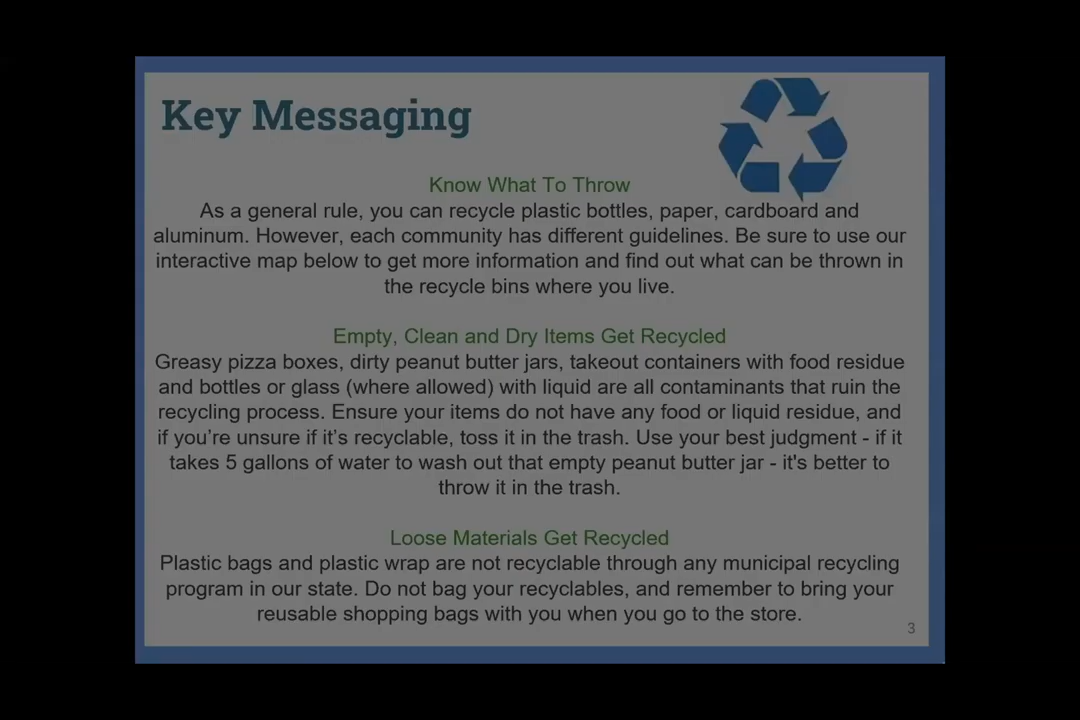 Key Messaging
Know What To Throw
As a general rule, you can recycle plastic bottles, paper, cardboard and
aluminum. However, each community has different guidelines. Be sure to use our
interactive map below to get more information and find out what can be thrown in
the recycle bins where you live.
Empty, Clean and Dry Items Get Recycled
Greasy pizza boxes, dirty peanut butter jars, takeout containers with food residue
and bottles or glass (where allowed) with liquid are all contaminants that ruin the
recycling process. Ensure your items do not have any food or liquid residue, and
if you’re unsure if it’s recyclable, toss it in the trash. Use your best judgment - if it
takes 5 gallons of water to wash out that empty peanut butter jar - it's better to
throw it in the trash.
Loose Materials Get Recycled
Plastic bags and plastic wrap are not recyclable through any municipal recycling
program in our state. Do not bag your recyclables, and remember to bring your
reusable shopping bags with you when you go to the store.
3